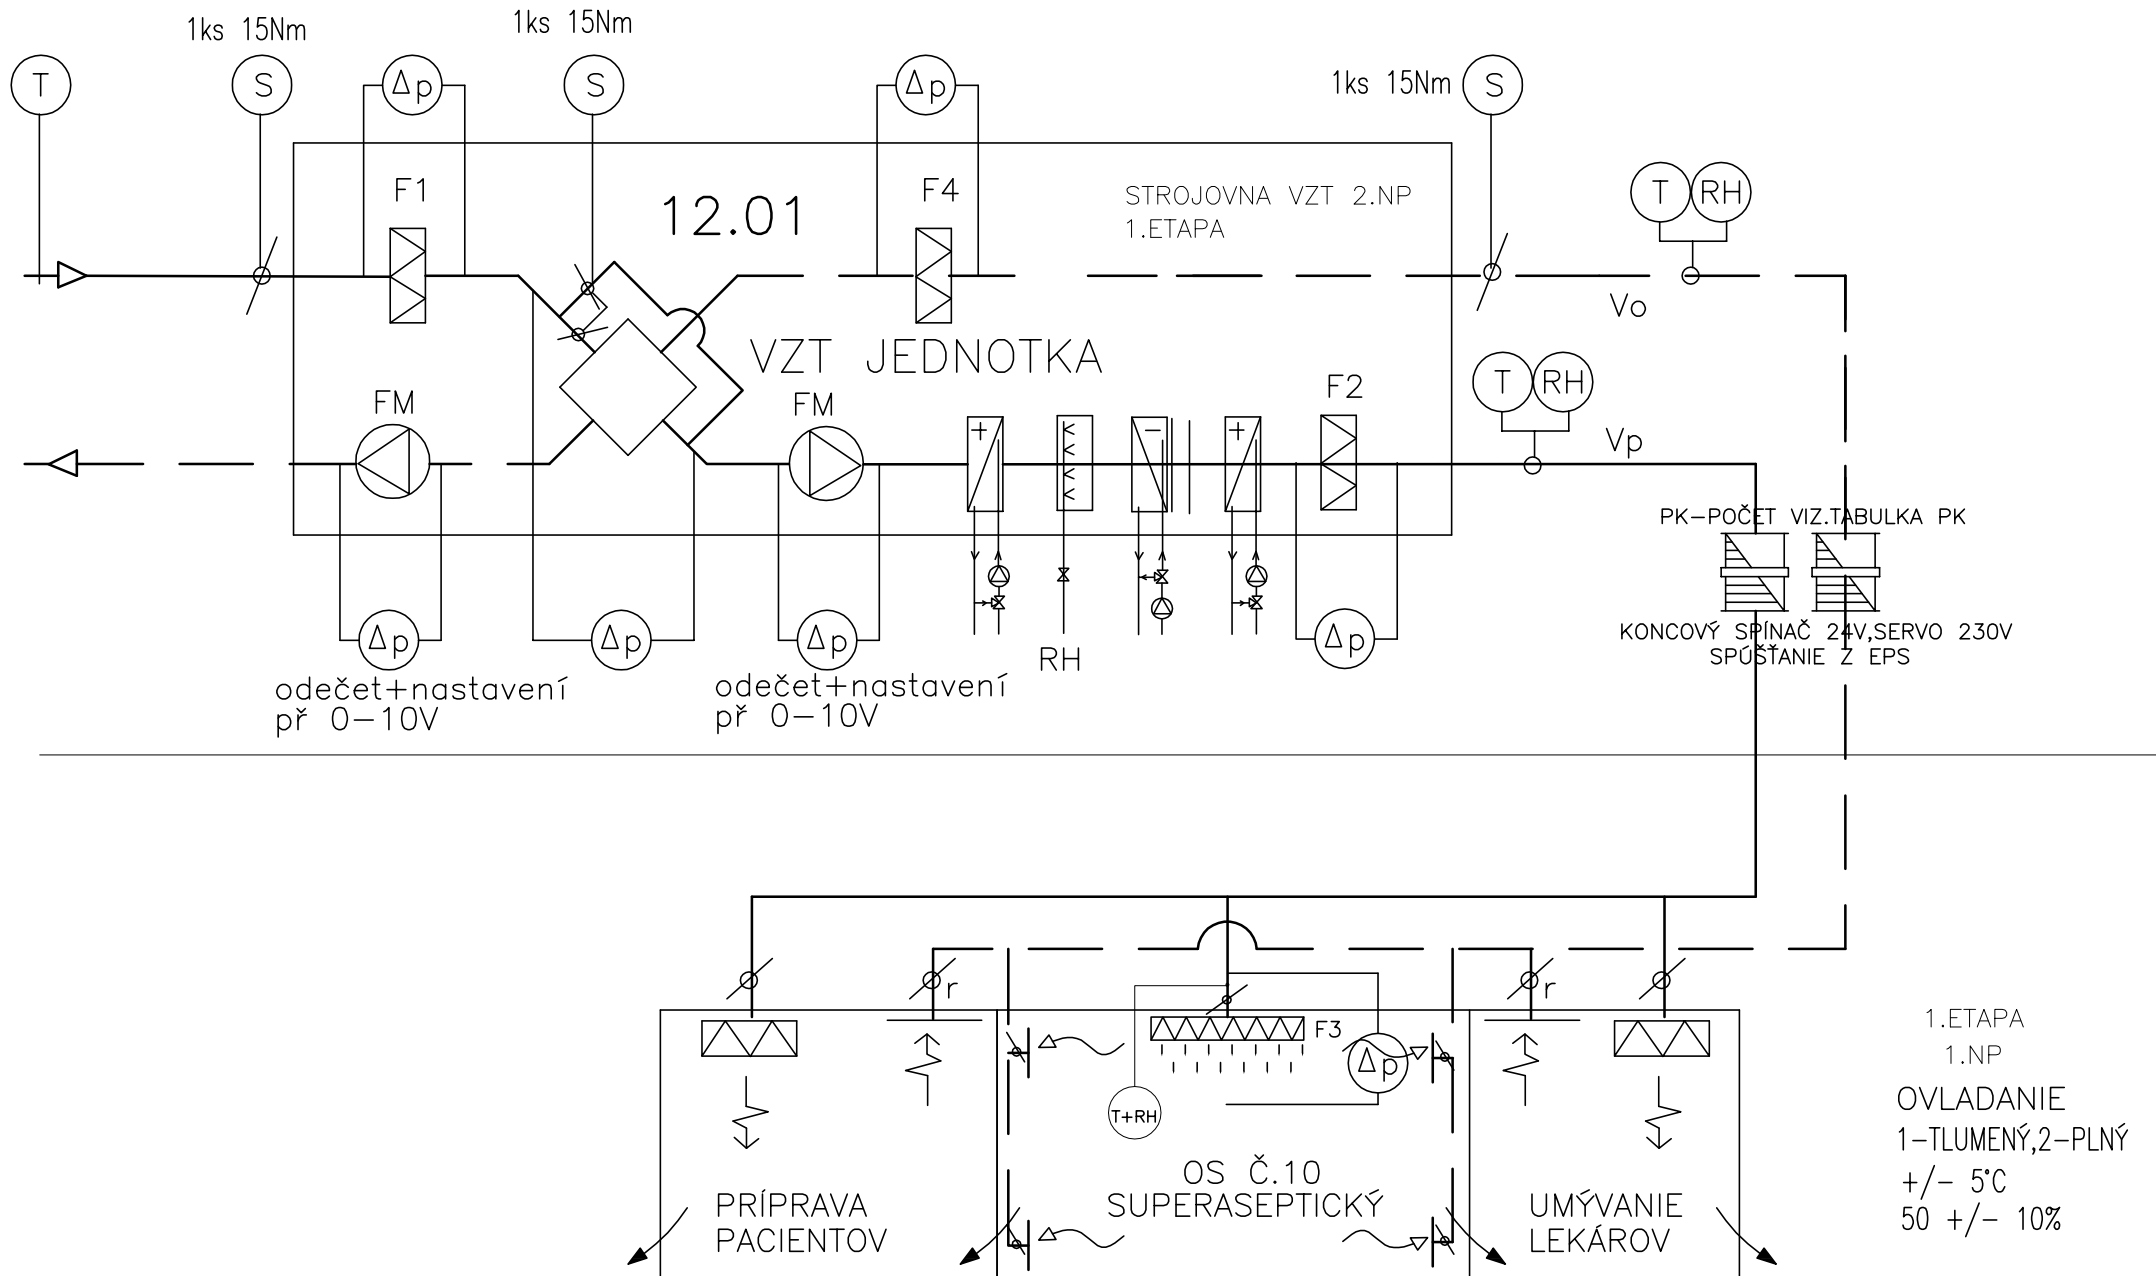 1ks 15Nm
1ks 15Nm
1ks 15Nm
T
S
Δp
S
Δp
S
F1
12.01
F4
STROJOVNA VZT 2.NP
1.ETAPA
T
RH
Vo
VZT JEDNOTKA
FM
FM
+
-
+
F2
T
RH
Vp
PK-POČET VIZ.TABULKA PK
KONCOVÝ SPÍNAČ 24V,SERVO 230V
SPÚŠŤANIE Z EPS
Δp
Δp
Δp
RH
Δp
odečet+nastavení
př 0-10V
odečet+nastavení
př 0-10V
r
r
F3
Δp
T+RH
1.ETAPA
1.NP
OVLADANIE
1-TLUMENÝ,2-PLNÝ
+/- 5°C
50 +/- 10%
PRÍPRAVA
PACIENTOV
OS Č.10
SUPERASEPTICKÝ
UMÝVANIE
LEKÁROV